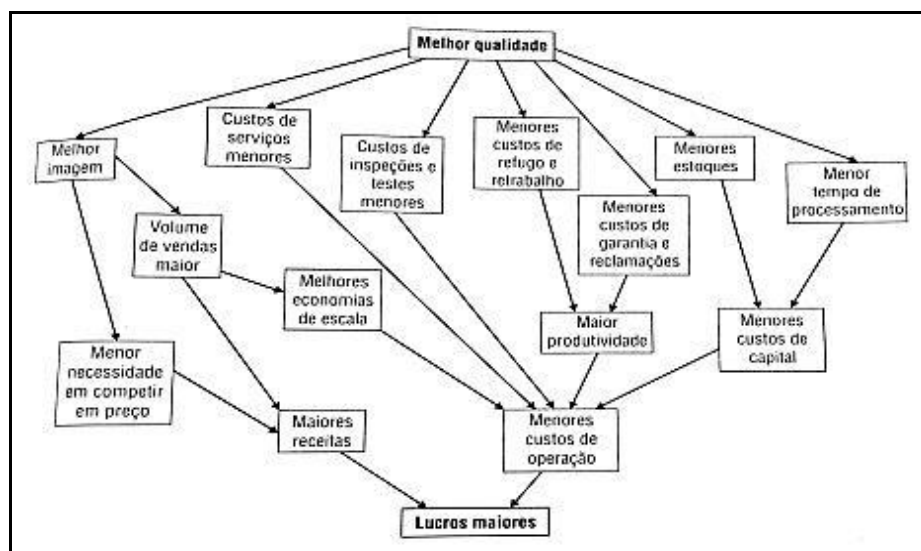 Melhor qualidade
Custos de
serviços
menores
Menores
custos de
refugo e
retrabalho
Melhor
imagem
Custos de
inspeções e
testes
menores
Menores
estoques
Menor
tempo de
processamento
Volume
de vendas
maior
Menores
custos de
garantia e
reclamações
Melhores
economias
de escala
Maior
produtividade
Menores
custos de
capital
Menor
necessidade
em competir
em preço
Maiores
receitas
Menores
custos de
operação
Lucros maiores